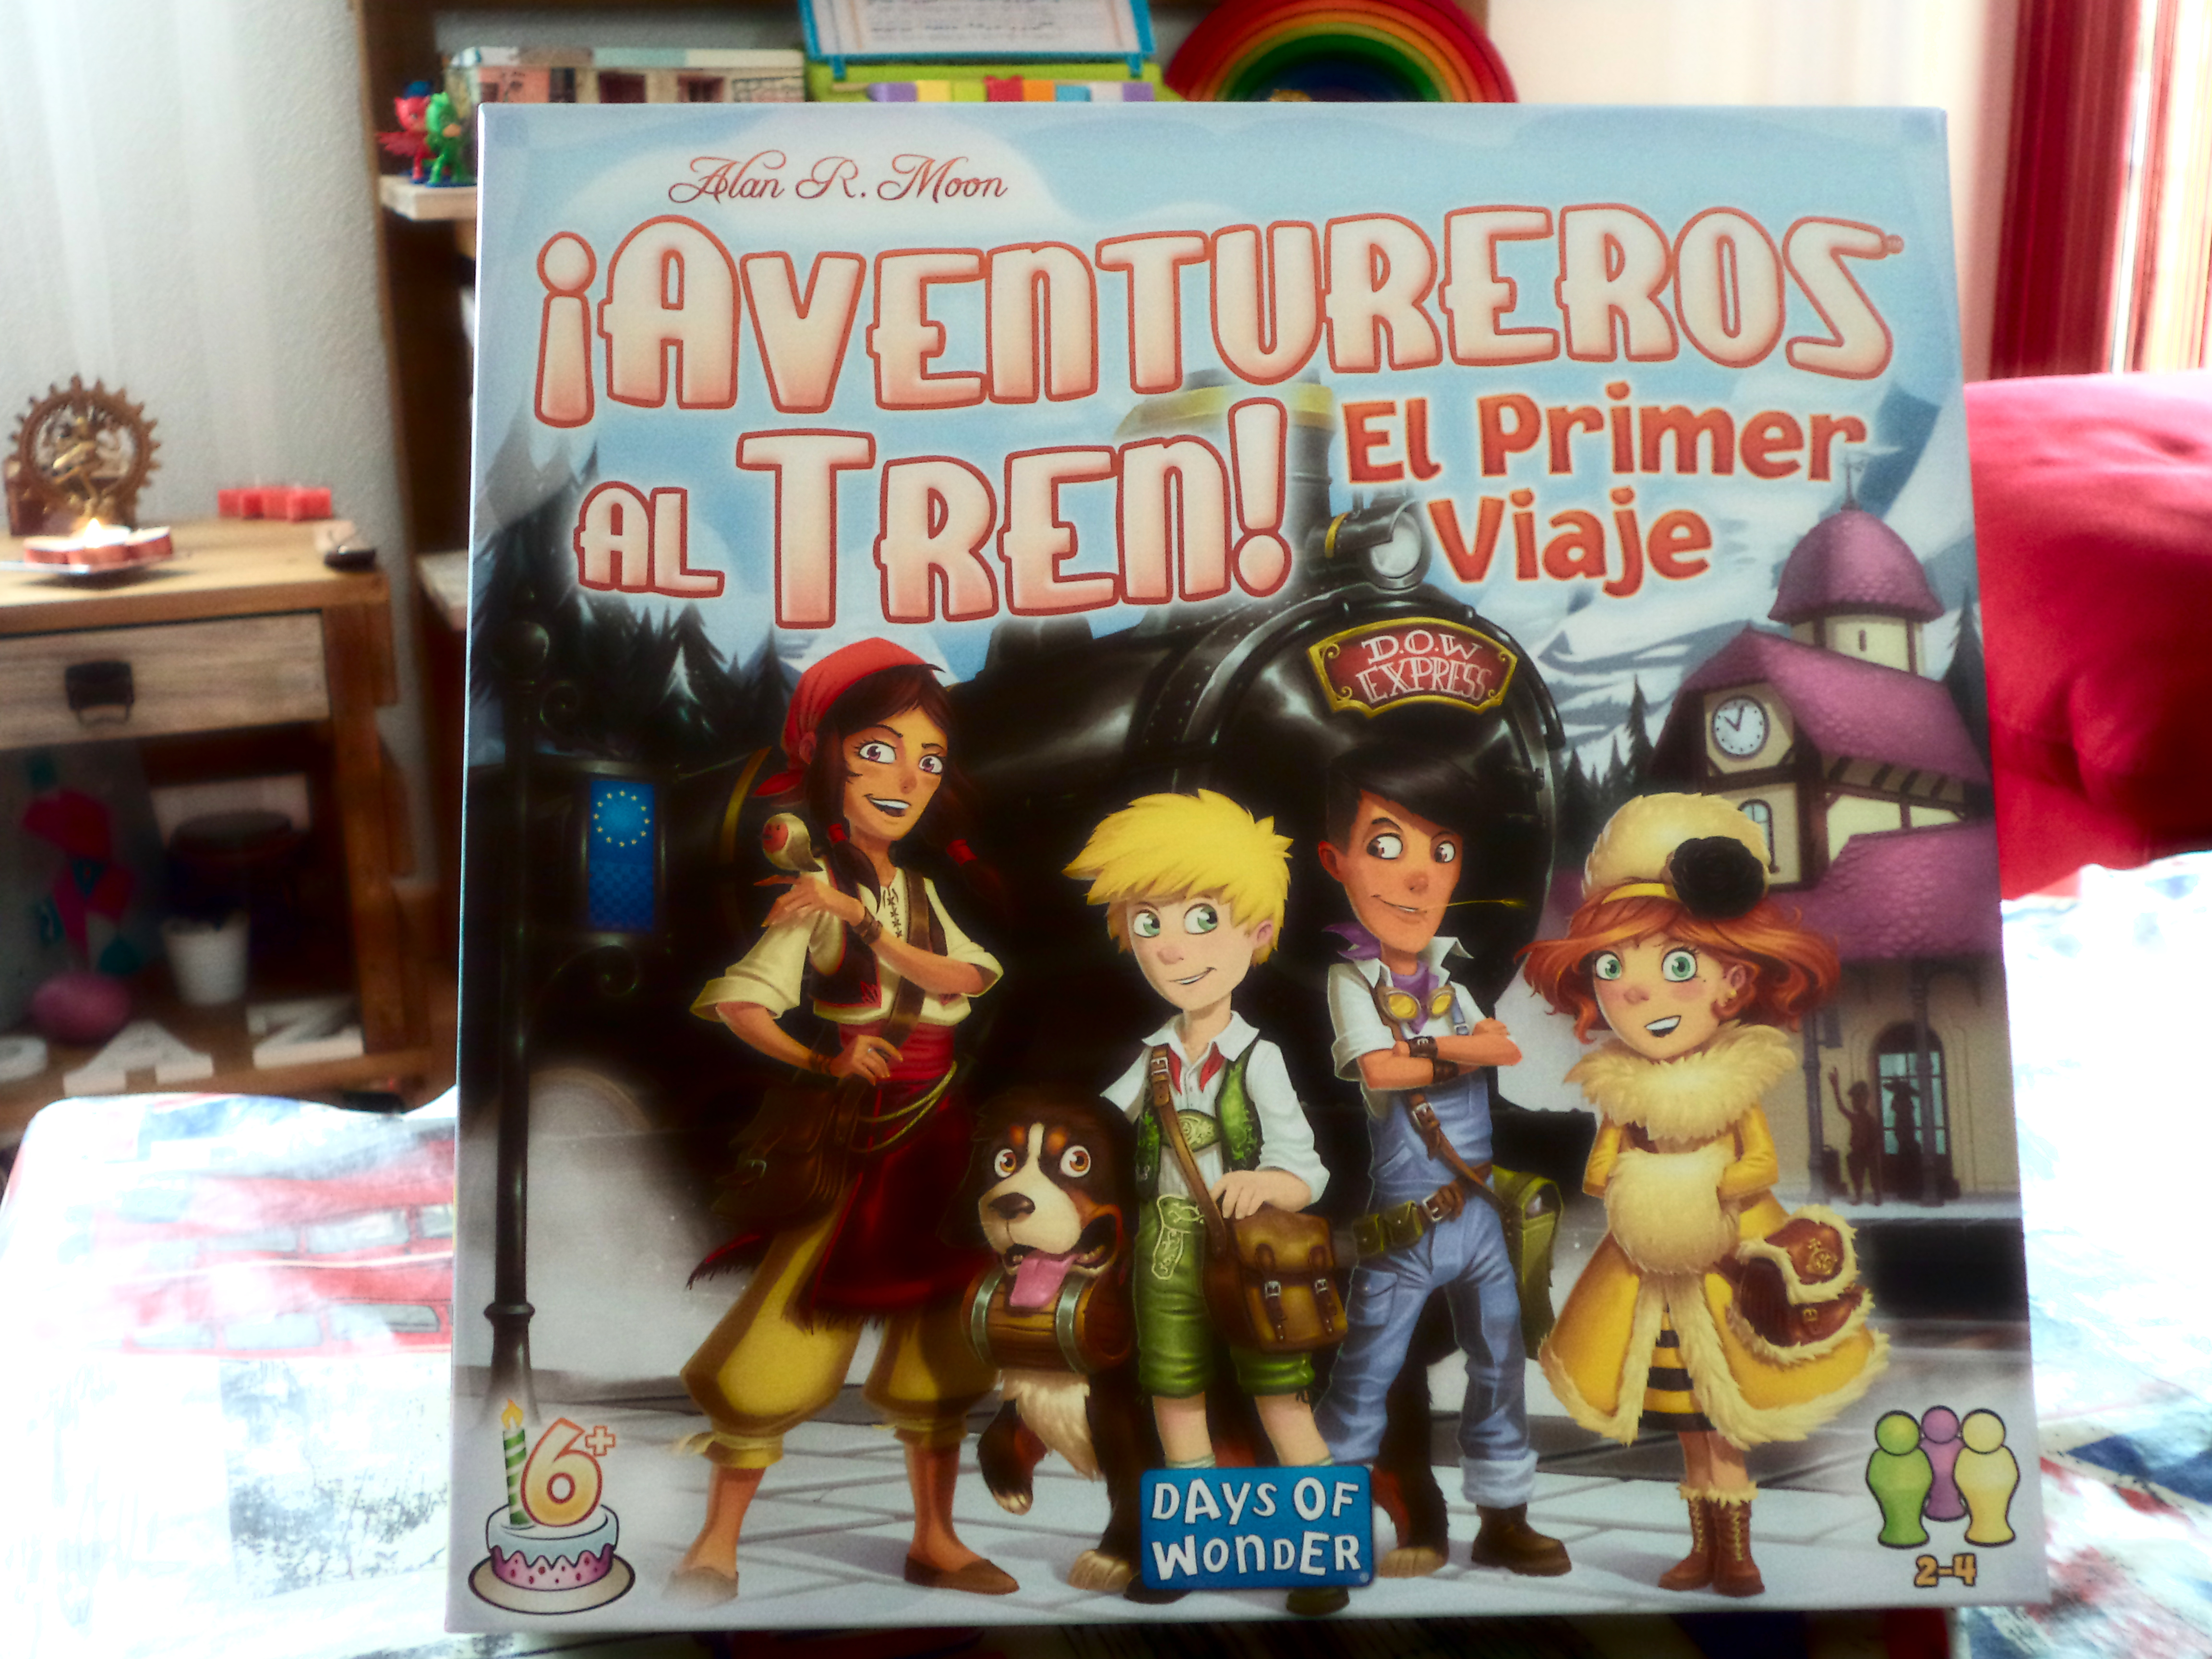 Alan R. Moon
¡AVENTUREROS
AL TREN!
El Primer
Viaje
D.O.W
EXPRESS
6+
DAYS OF
WONDER
2-4